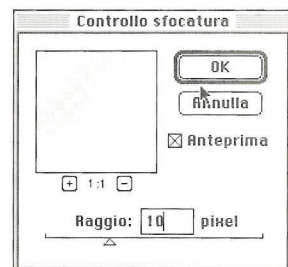 Controllo sfocatura
OK
Annulla
Anteprima
+ 1:1 −
Raggio: 10 pixel